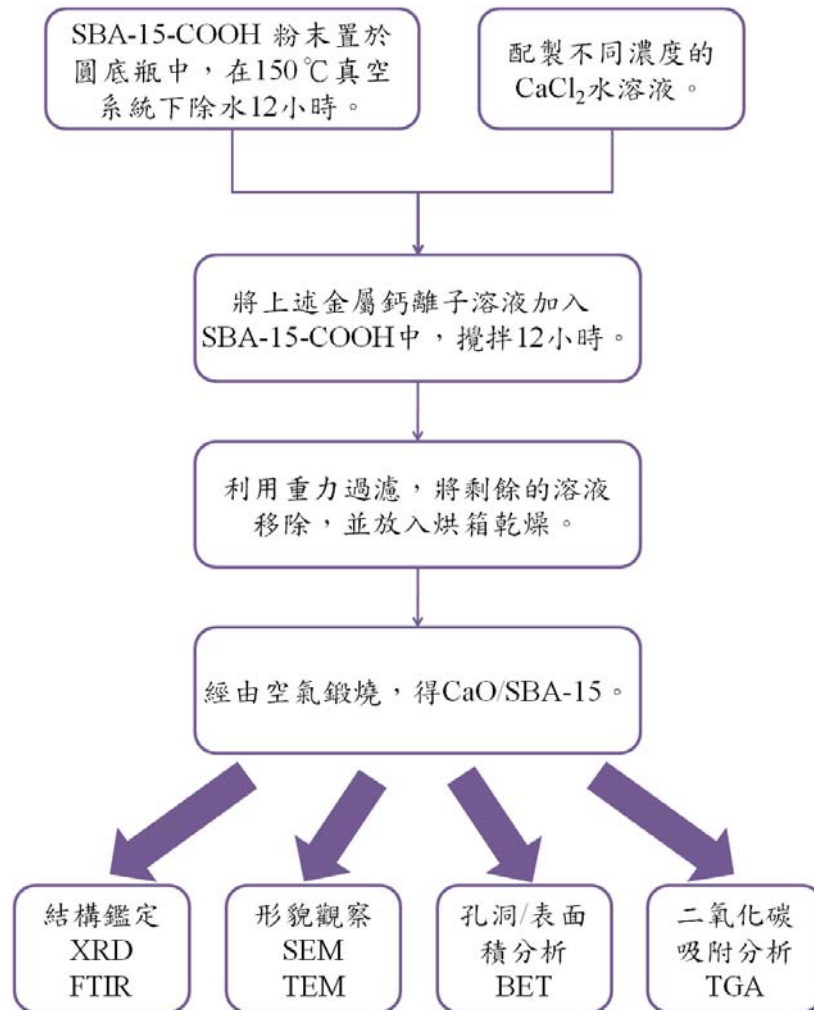 SBA-15-COOH 粉末置於
圓底瓶中，在150℃真空
系統下除水12小時。
配製不同濃度的
CaCl₂水溶液。
將上述金屬鈣離子溶液加入
SBA-15-COOH中，攪拌12小時。
利用重力過濾，將剩餘的溶液
移除，並放入烘箱乾燥。
經由空氣鍛燒，得CaO/SBA-15。
結構鑑定
XRD
FTIR
形貌觀察
SEM
TEM
孔洞/表面
積分析
BET
二氧化碳
吸附分析
TGA